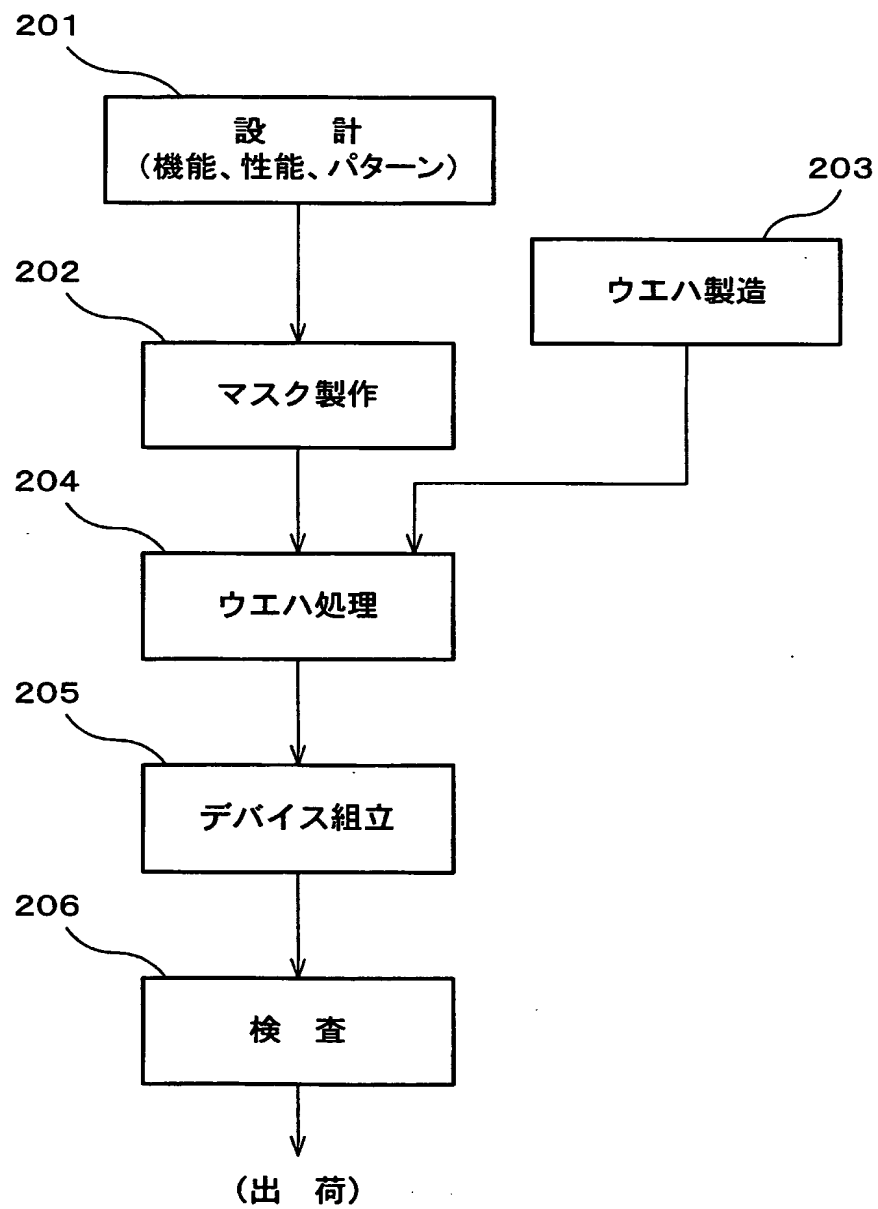 201
設 計
(機能、性能、パターン)
203
ウエハ製造
202
マスク製作
204
ウエハ処理
205
デバイス組立
206
検 査
(出 荷)